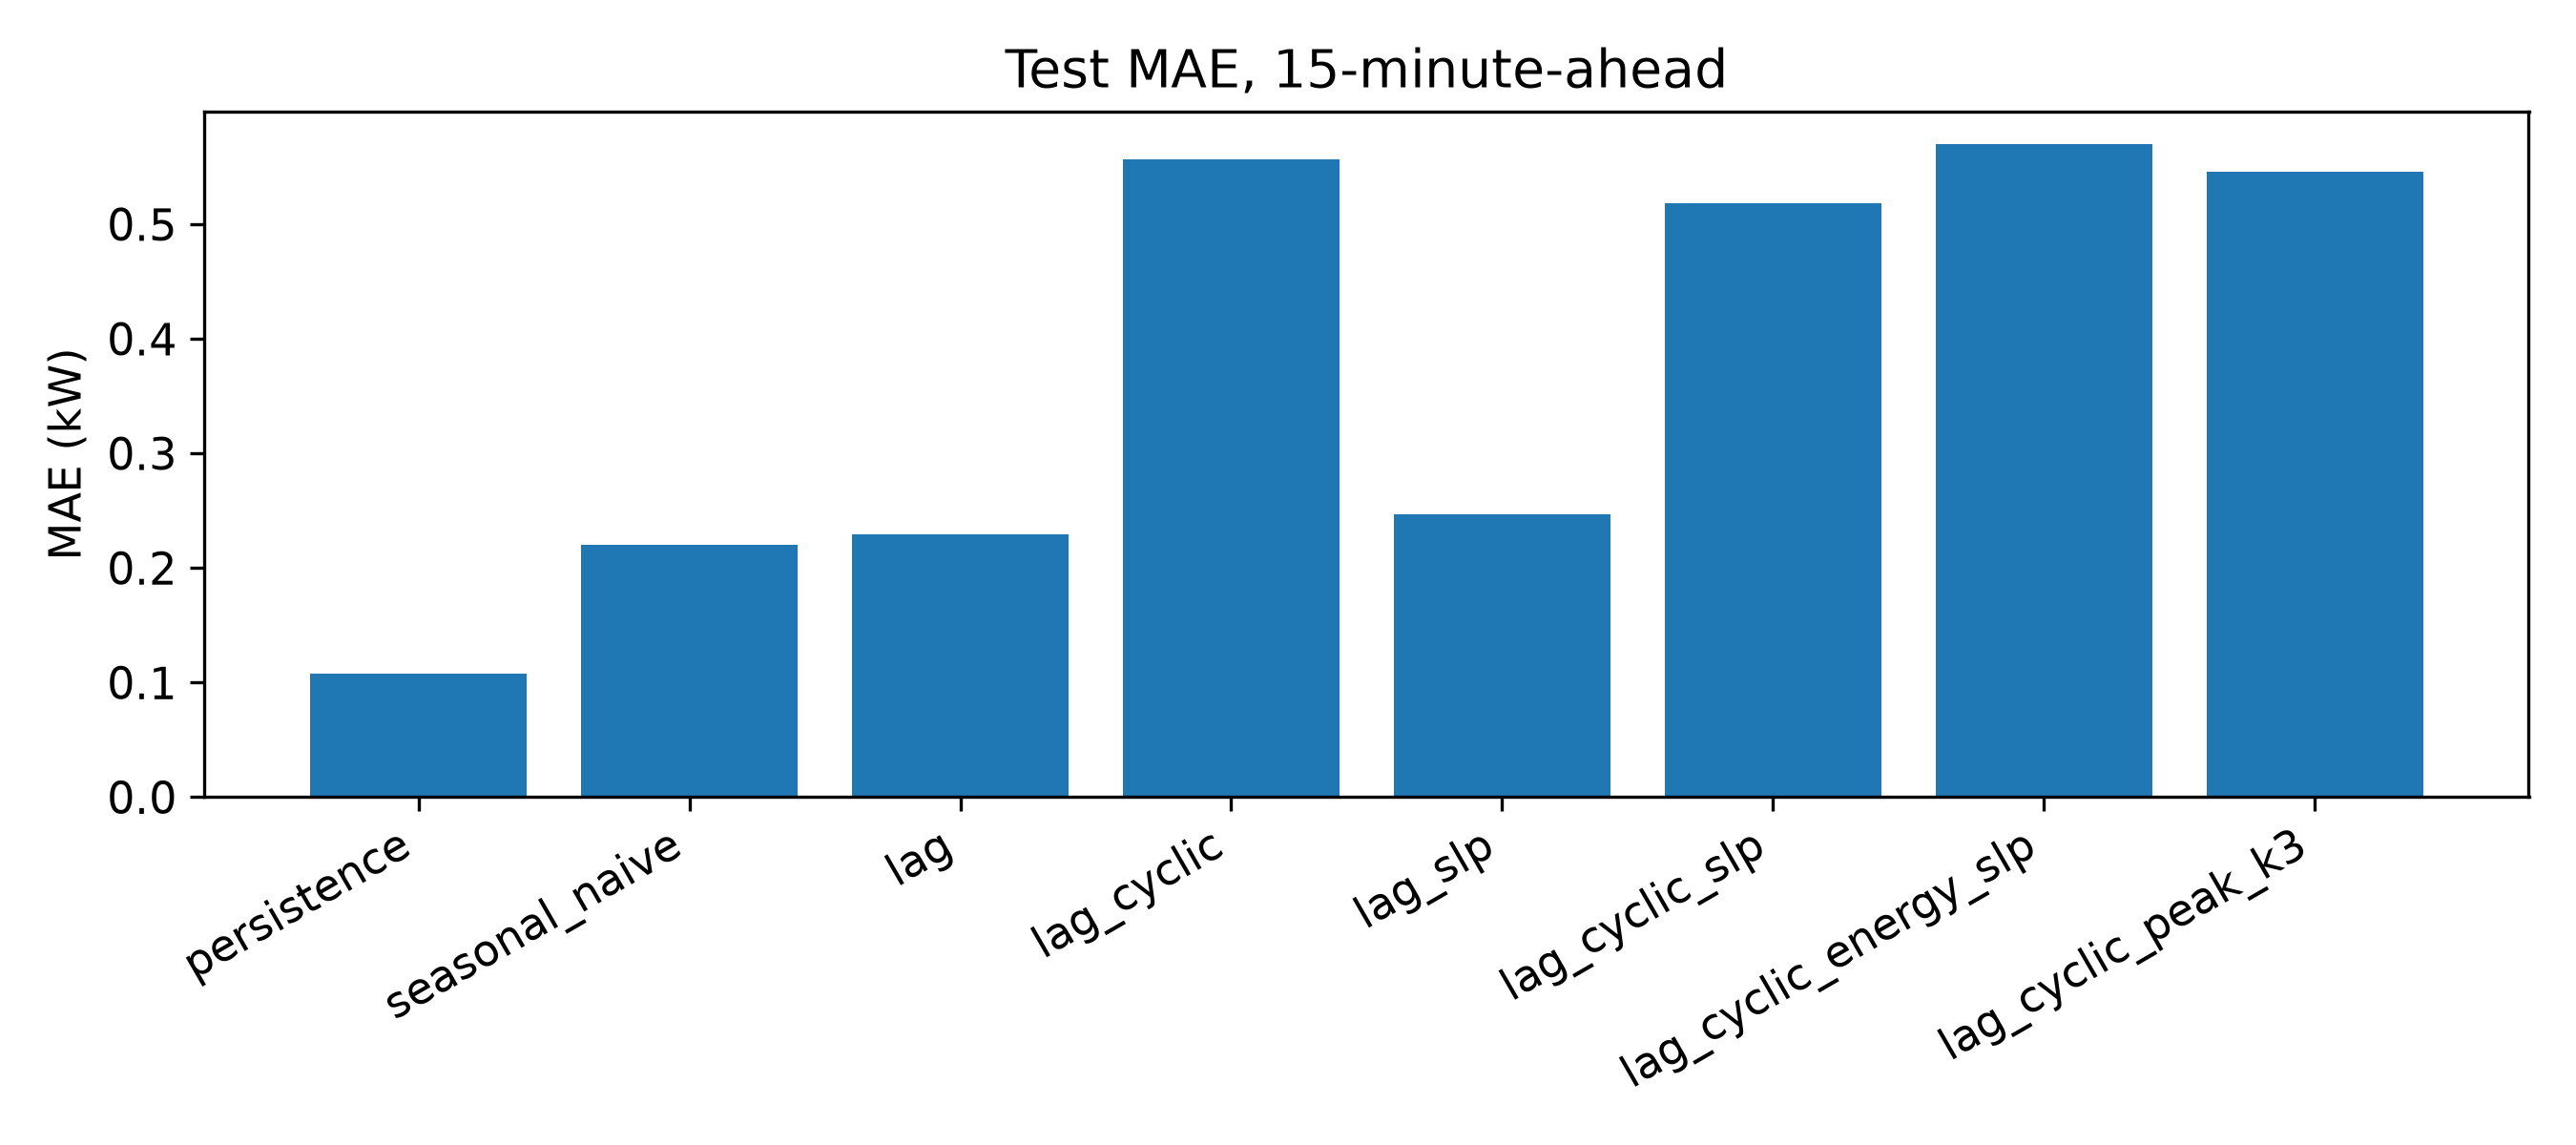 Test MAE, 15-minute-ahead
MAE (kW)
0.5
0.4
0.3
0.2
0.1
0.0
persistence
seasonal_naive
lag
lag_cyclic
lag_slp
lag_cyclic_slp
lag_cyclic_energy_slp
lag_cyclic_peak_k3